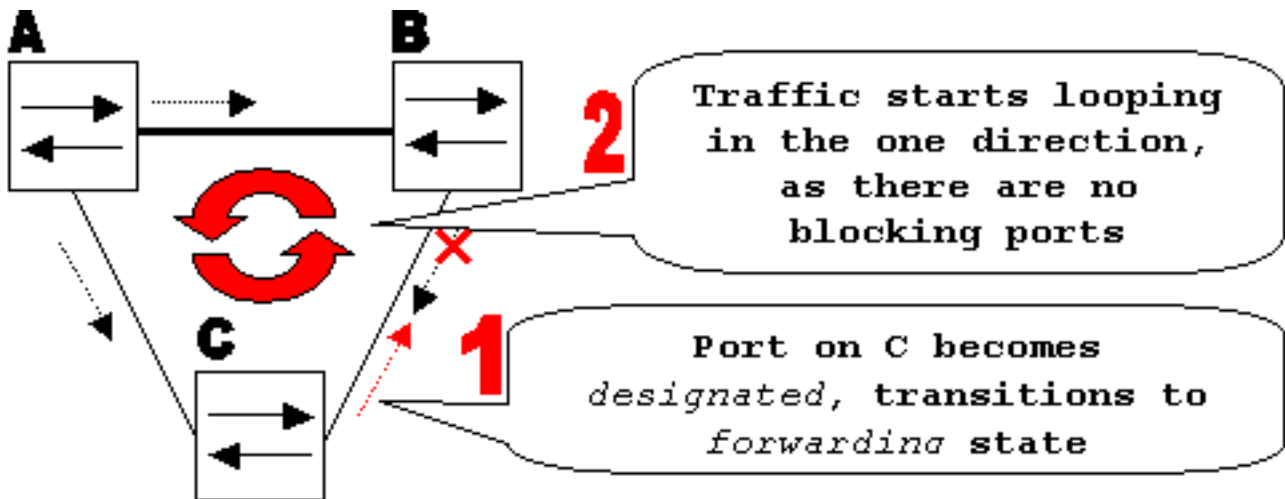 A
B
2
Traffic starts looping
in the one direction,
as there are no
blocking ports
C
1
Port on C becomes
designated, transitions to
forwarding state